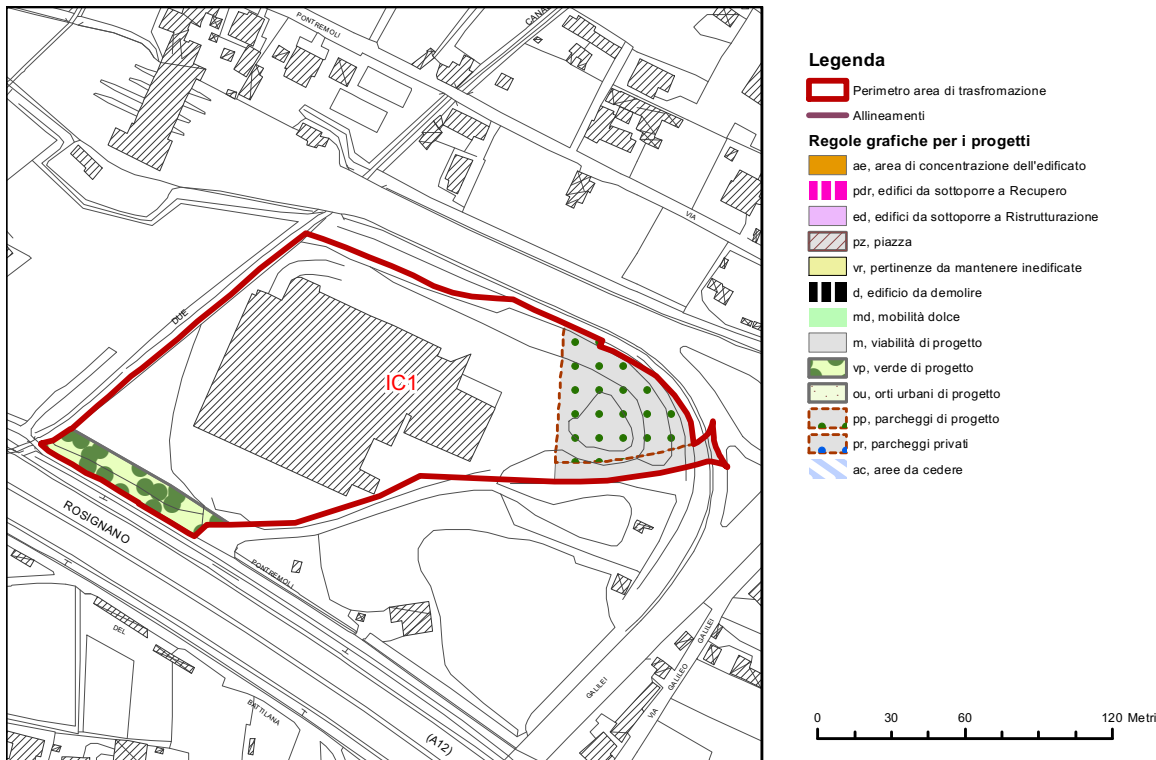 PONTREMOLI
CANAL
VIA
DUE
IC1
ROSIGNANO
PONTREMOLI
DEL
BATTILANA
(A12)
GALILEI
VIA
GALILEO
GALILEI
Legenda
Perimetro area di trasfromazione
Allineamenti
Regole grafiche per i progetti
ae, area di concentrazione dell'edificato
pdr, edifici da sottoporre a Recupero
ed, edifici da sottoporre a Ristrutturazione
pz, piazza
vr, pertinenze da mantenere inedificate
d, edificio da demolire
md, mobilità dolce
m, viabilità di progetto
vp, verde di progetto
ou, orti urbani di progetto
pp, parcheggi di progetto
pr, parcheggi privati
ac, aree da cedere
0 30 60 120 Metri